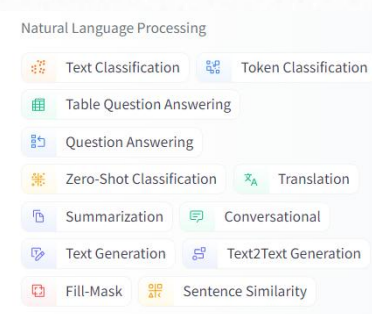 Natural Language Processing
Text Classification Token Classification
Table Question Answering
Question Answering
Zero-Shot Classification Translation
Summarization Conversational
Text Generation Text2Text Generation
Fill-Mask Sentence Similarity